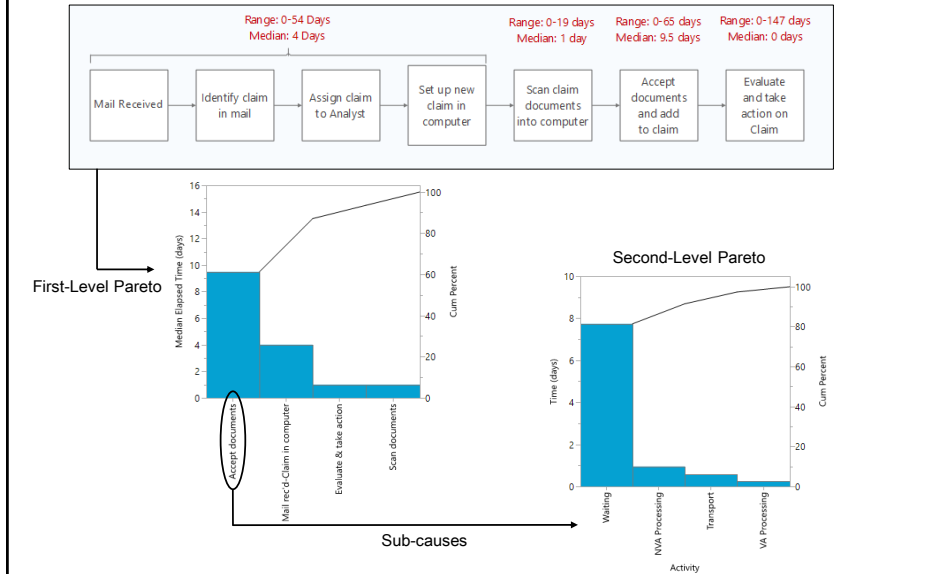 Range: 0-54 Days
Median: 4 Days
Range: 0-19 days
Median: 1 day
Range: 0-65 days
Median: 9.5 days
Range: 0-147 days
Median: 0 days
Mail Received
Identify claim
in mail
Assign claim
to Analyst
Set up new
claim in
computer
Scan claim
documents
into computer
Accept
documents
and add
to claim
Evaluate
and take
action on
Claim
First-Level Pareto
Median Elapsed Time (days)
16
14
12
10
8
6
4
2
0
100
80
60
40
20
0
Cum Percent
Accept documents
Mail rec'd-Claim in computer
Evaluate & take action
Scan documents
Sub-causes
Second-Level Pareto
Time (days)
10
8
6
4
2
0
100
80
60
40
20
0
Cum Percent
Waiting
NVA Processing
Transport
VA Processing
Activity